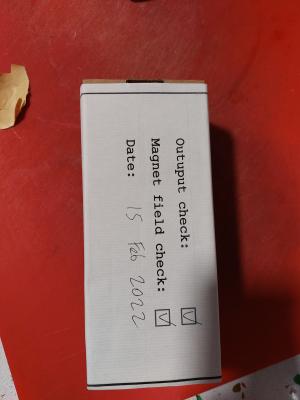 Outuput check: ☑
Magnet field check: ☑
Date: 15 Feb 2022